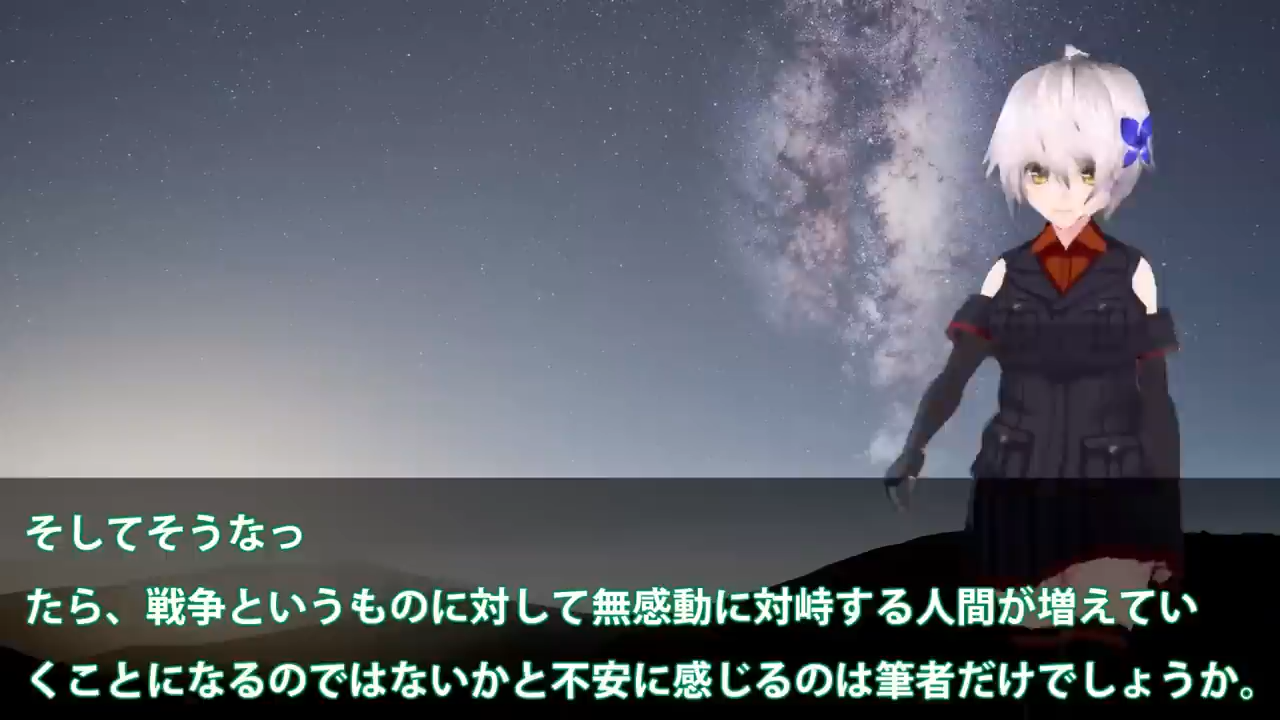 そしてそうなっ
たら、戦争というものに対して無感動に対峙する人間が増えてい
くことになるのではないかと不安に感じるのは筆者だけでしょうか。